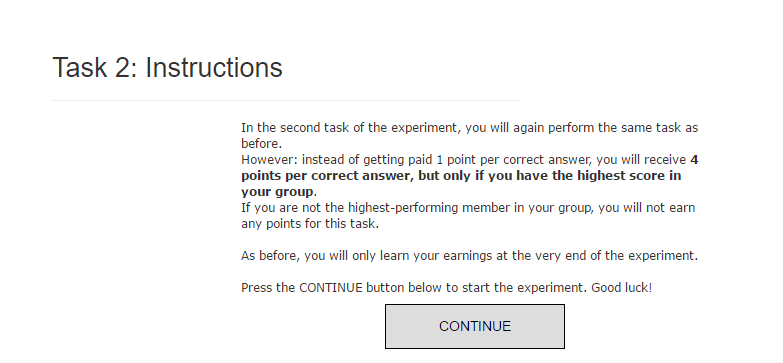 Task 2: Instructions
In the second task of the experiment, you will again perform the same task as
before.
However: instead of getting paid 1 point per correct answer, you will receive 4
points per correct answer, but only if you have the highest score in
your group.
If you are not the highest-performing member in your group, you will not earn
any points for this task.
As before, you will only learn your earnings at the very end of the experiment.
Press the CONTINUE button below to start the experiment. Good luck!
CONTINUE